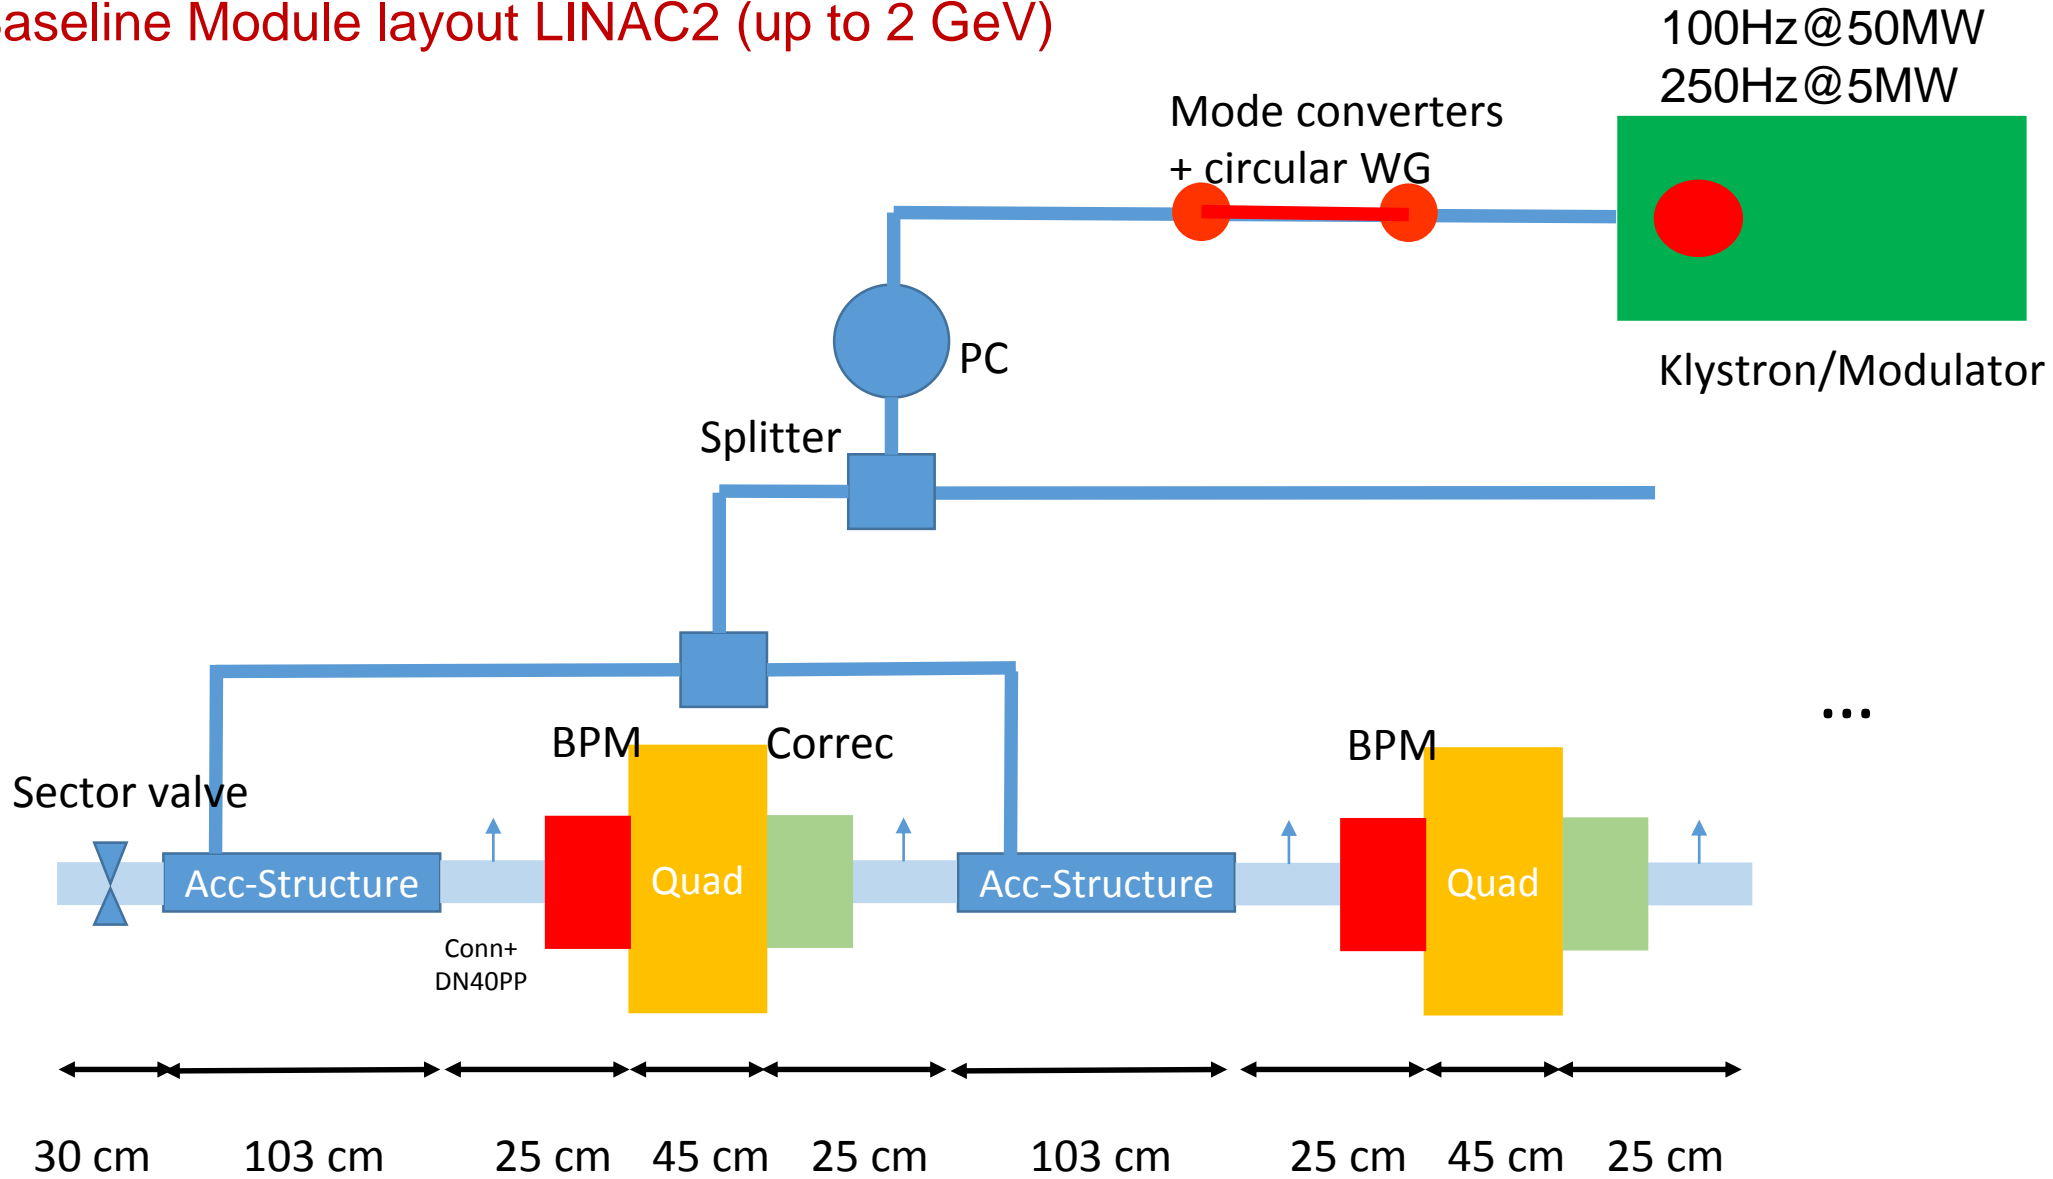 aseline Module layout LINAC2 (up to 2 GeV)
100Hz@50MW
250Hz@5MW
Mode converters
+ circular WG
PC
Klystron/Modulator
Splitter
BPM
Correc
BPM
...
Sector valve
Acc-Structure
Quad
Acc-Structure
Quad
Conn+
DN40PP
30 cm
103 cm
25 cm
45 cm
25 cm
103 cm
25 cm
45 cm
25 cm